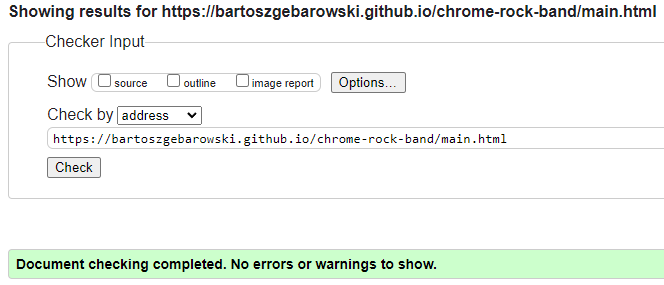 Showing results for https://bartoszgebarowski.github.io/chrome-rock-band/main.html
Checker Input
Show source outline image report Options...
Check by address
https://bartoszgebarowski.github.io/chrome-rock-band/main.html
Check
Document checking completed. No errors or warnings to show.